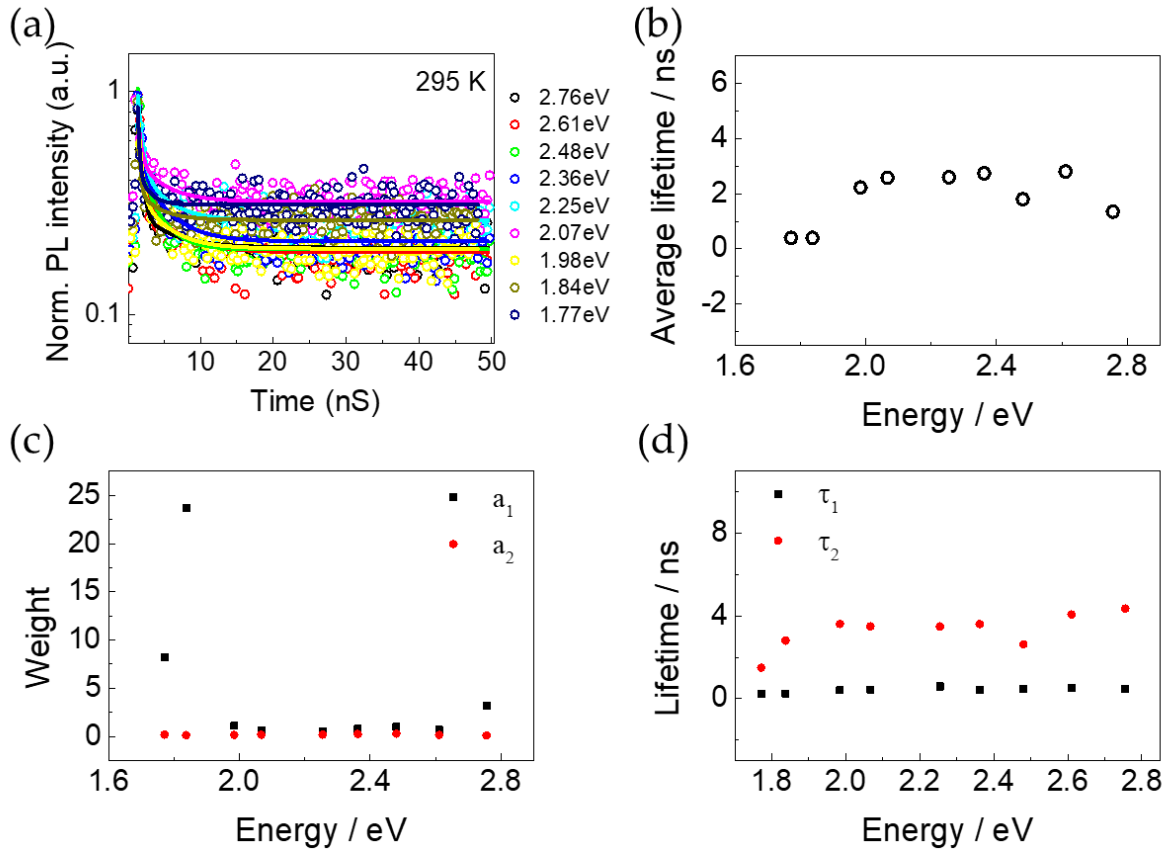 (a)
Norm. PL intensity (a.u.)
1
0.1
295 K
2.76eV
2.61eV
2.48eV
2.36eV
2.25eV
2.07eV
1.98eV
1.84eV
1.77eV
10 20 30 40 50
Time (nS)
(b)
Average lifetime / ns
6
4
2
0
-2
1.6 2.0 2.4 2.8
Energy / eV
(c)
Weight
25
20
15
10
5
0
a1
a2
1.6 2.0 2.4 2.8
Energy / eV
(d)
Lifetime / ns
8
4
0
τ1
τ2
1.8 2.0 2.2 2.4 2.6 2.8
Energy / eV